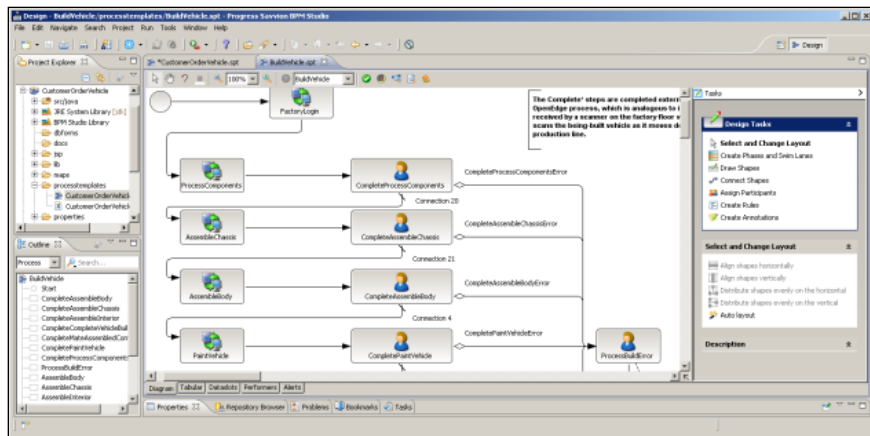 Design - BuildVehicle/processtemplates/BuildVehicle.spt - Progress Savvion BPM Studio
File Edit Navigate Search Project Run Tools Window Help
Design
Project Explorer
CustomerOrderVehicle
src/java
JRE System Library [jdk]
BPM Studio Library
dbforms
docs
jsp
lib
maps
processtemplates
CustomerOrderVehicl
CustomerOrderVehicl
properties
Outline
Process
Search...
BuildVehicle
Start
CompleteAssembleBody
CompleteAssembleChassis
CompleteAssembleInterior
CompleteCompleteVehicleBuil
CompleteMateAssembledCom
CompletePaintVehicle
CompleteProcessComponents
ProcessBuildError
AssembleBody
AssembleChassis
AssembleInterior
*CustomerOrderVehicle.spt
BuildVehicle.spt
100%
BuildVehicle
FactoryLogin
The Complete* steps are completed extern
OpenEdge process, which is analogous to i
received by a scanner on the factory floor w
scans the being-built vehicle as it moves do
production line.
ProcessComponents
CompleteProcessComponents
CompleteProcessComponentsError
Connection 20
AssembleChassis
CompleteAssembleChassis
CompleteAssembleChassisError
Connection 21
AssembleBody
CompleteAssembleBody
CompleteAssembleBodyError
Connection 4
PaintVehicle
CompletePaintVehicle
CompletePaintVehicleError
ProcessBuildError
Diagram Tabular Dataslots Performers Alerts
Properties Repository Browser Problems Bookmarks Tasks
Tasks
Design Tasks
Select and Change Layout
Create Phases and Swim Lanes
Draw Shapes
Connect Shapes
Assign Participants
Create Rules
Create Annotations
Select and Change Layout
Align shapes horizontally
Align shapes vertically
Distribute shapes evenly on the horizontal
Distribute shapes evenly on the vertical
Auto layout
Description